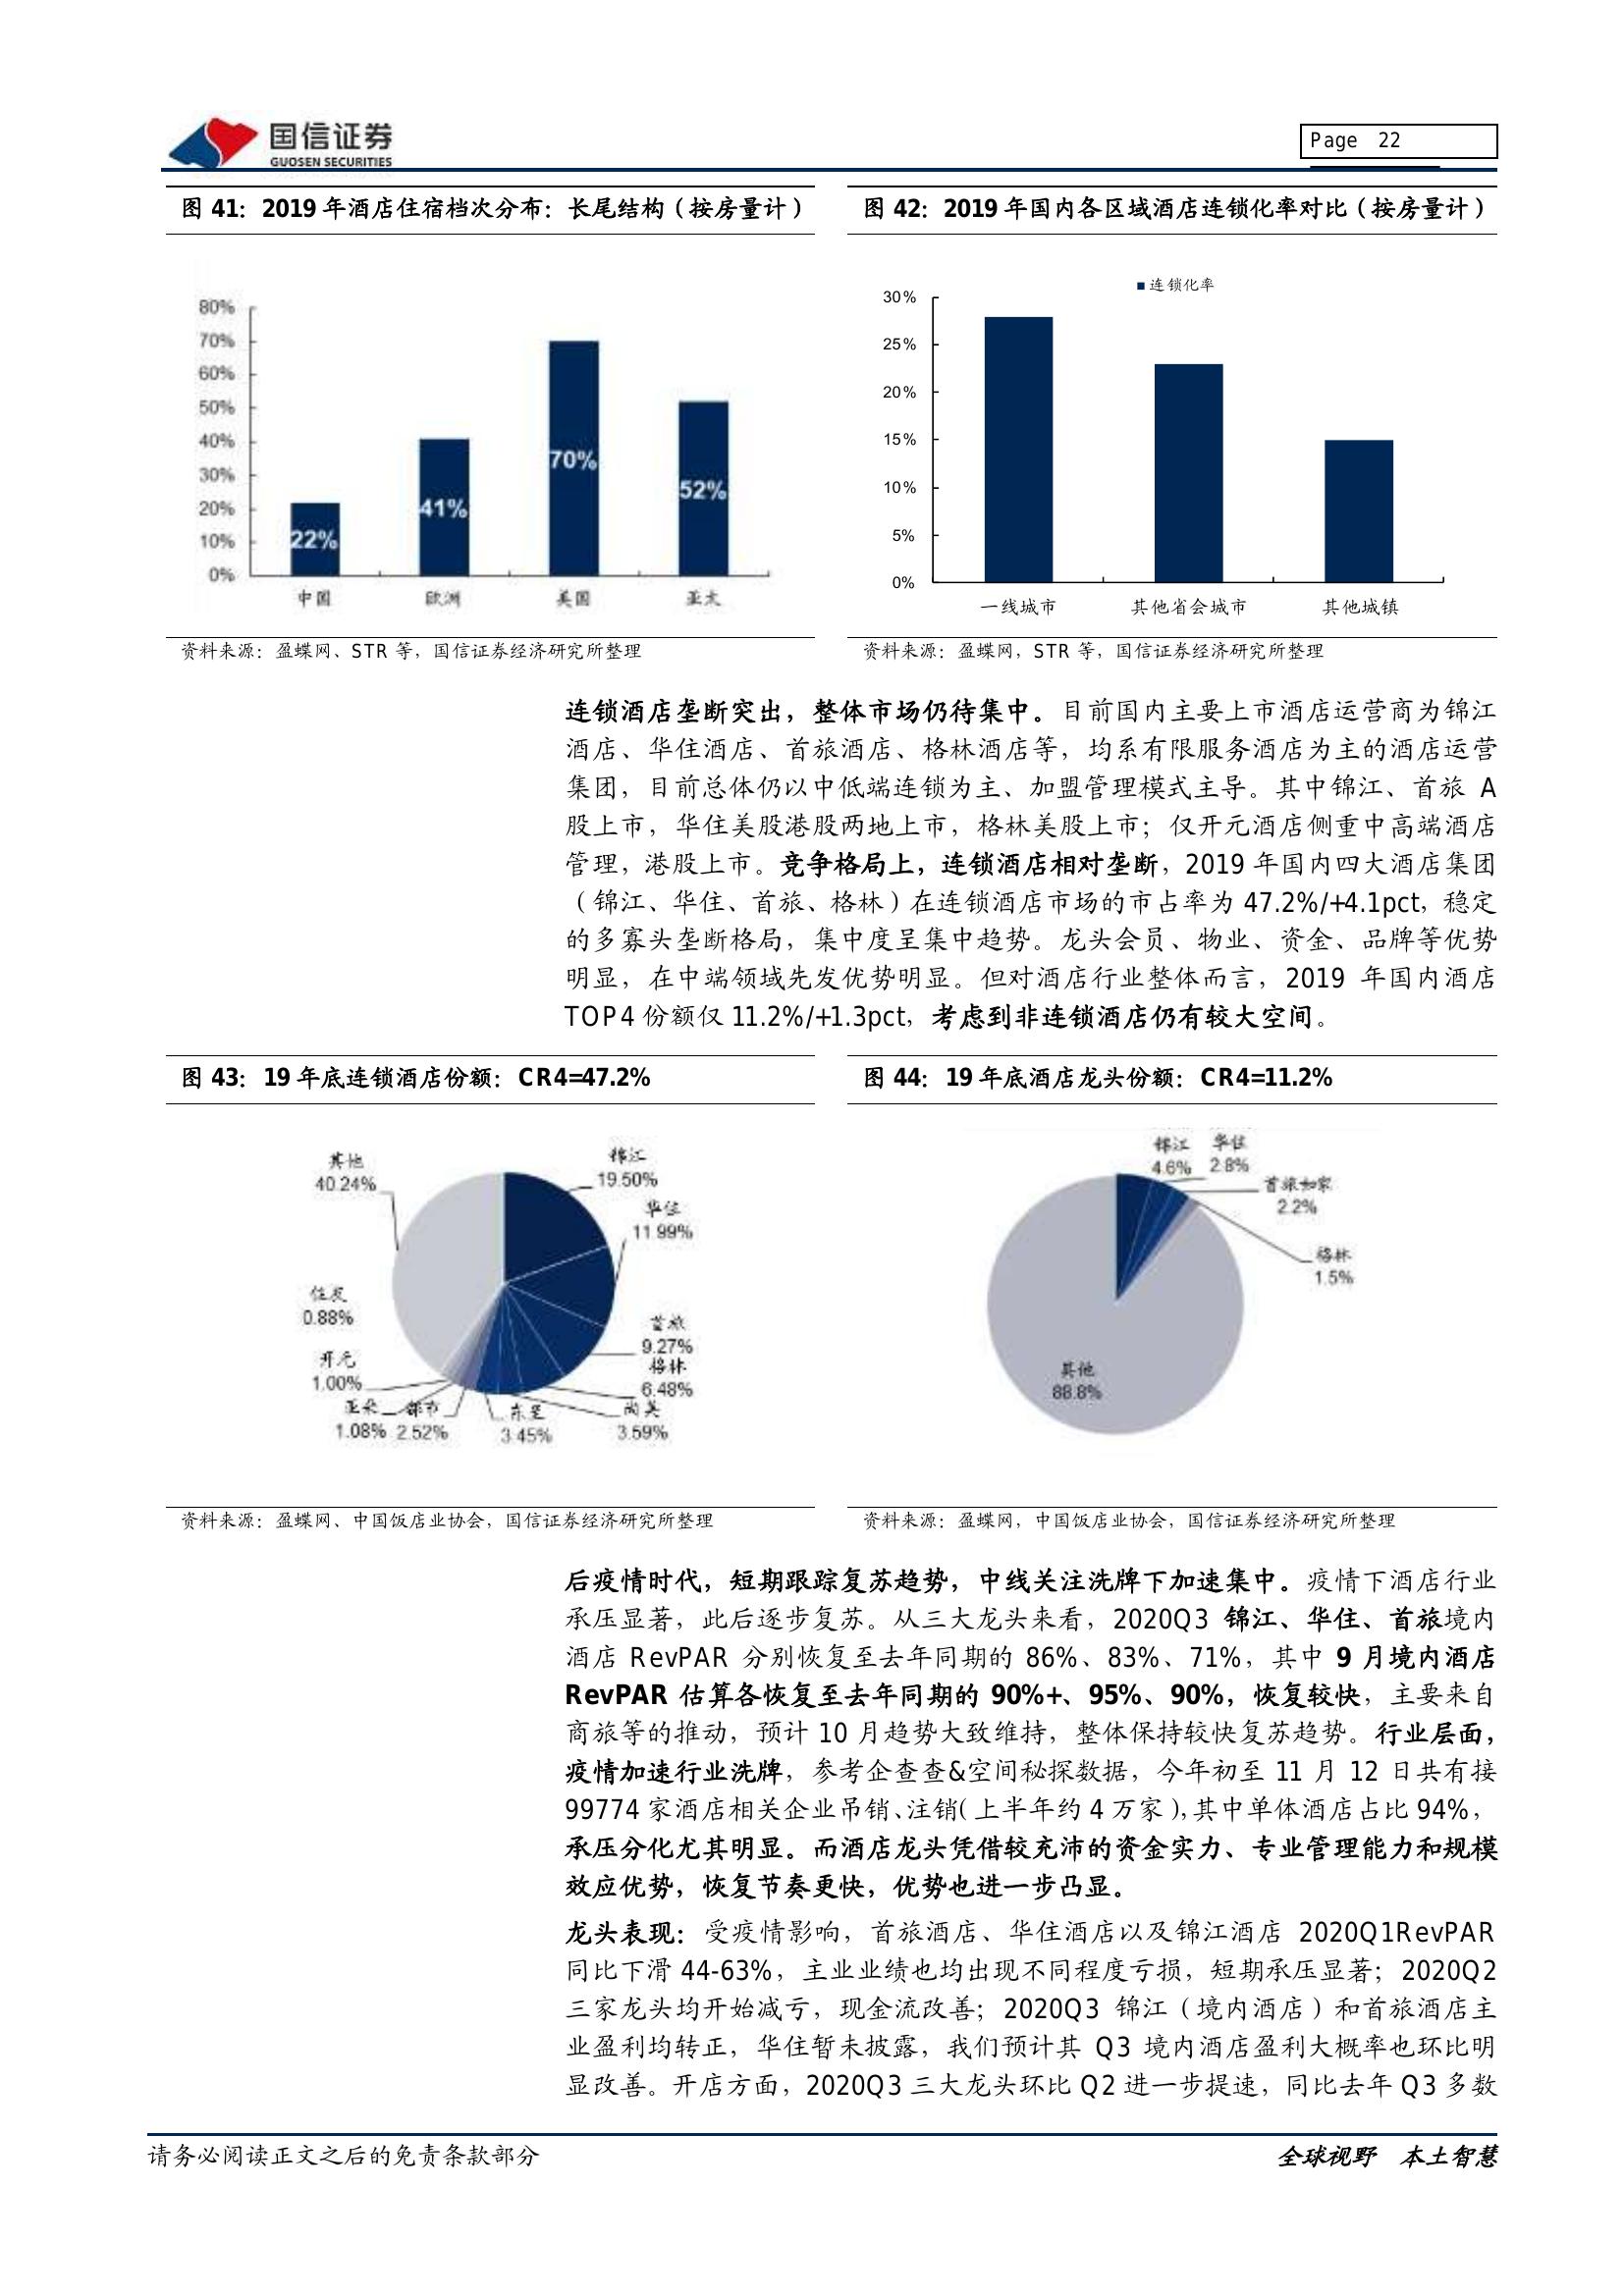 国信证券
GUOSEN SECURITIES
Page 22
图 41：2019 年酒店住宿档次分布：长尾结构（按房量计）
80%
70%
60%
50%
40%
30%
20%
10%
0%
22%
41%
70%
52%
中国 欧洲 美国 亚太
资料来源：盈蝶网、STR 等，国信证券经济研究所整理
图 42：2019 年国内各区域酒店连锁化率对比（按房量计）
■连锁化率
30%
25%
20%
15%
10%
5%
0%
一线城市 其他省会城市 其他城镇
资料来源：盈蝶网，STR 等，国信证券经济研究所整理
连锁酒店垄断突出，整体市场仍待集中。目前国内主要上市酒店运营商为锦江
酒店、华住酒店、首旅酒店、格林酒店等，均系有限服务酒店为主的酒店运营
集团，目前总体仍以中低端连锁为主、加盟管理模式主导。其中锦江、首旅 A
股上市，华住美股港股两地上市，格林美股上市；仅开元酒店侧重中高端酒店
管理，港股上市。竞争格局上，连锁酒店相对垄断，2019 年国内四大酒店集团
（锦江、华住、首旅、格林）在连锁酒店市场的市占率为 47.2%/+4.1pct，稳定
的多寡头垄断格局，集中度呈集中趋势。龙头会员、物业、资金、品牌等优势
明显，在中端领域先发优势明显。但对酒店行业整体而言，2019 年国内酒店
TOP4 份额仅 11.2%/+1.3pct，考虑到非连锁酒店仍有较大空间。
图 43：19 年底连锁酒店份额：CR4=47.2%
其他
40.24%
锦江
19.50%
华住
11.99%
首旅
9.27%
格林
6.48%
尚美
3.59%
东呈
3.45%
都市
2.52%
亚朵
1.08%
开元
1.00%
住友
0.88%
资料来源：盈蝶网、中国饭店业协会，国信证券经济研究所整理
图 44：19 年底酒店龙头份额：CR4=11.2%
锦江
4.6%
华住
2.8%
首旅如家
2.2%
格林
1.5%
其他
88.8%
资料来源：盈蝶网，中国饭店业协会，国信证券经济研究所整理
后疫情时代，短期跟踪复苏趋势，中线关注洗牌下加速集中。疫情下酒店行业
承压显著，此后逐步复苏。从三大龙头来看，2020Q3 锦江、华住、首旅境内
酒店 RevPAR 分别恢复至去年同期的 86%、83%、71%，其中 9 月境内酒店
RevPAR 估算各恢复至去年同期的 90%+、95%、90%，恢复较快，主要来自
商旅等的推动，预计 10 月趋势大致维持，整体保持较快复苏趋势。行业层面，
疫情加速行业洗牌，参考企查查&空间秘探数据，今年初至 11 月 12 日共有接
99774 家酒店相关企业吊销、注销（上半年约 4 万家），其中单体酒店占比 94%，
承压分化尤其明显。而酒店龙头凭借较充沛的资金实力、专业管理能力和规模
效应优势，恢复节奏更快，优势也进一步凸显。
龙头表现：受疫情影响，首旅酒店、华住酒店以及锦江酒店 2020Q1RevPAR
同比下滑 44-63%，主业业绩也均出现不同程度亏损，短期承压显著；2020Q2
三家龙头均开始减亏，现金流改善；2020Q3 锦江（境内酒店）和首旅酒店主
业盈利均转正，华住暂未披露，我们预计其 Q3 境内酒店盈利大概率也环比明
显改善。开店方面，2020Q3 三大龙头环比 Q2 进一步提速，同比去年 Q3 多数
请务必阅读正文之后的免责条款部分
全球视野 本土智慧